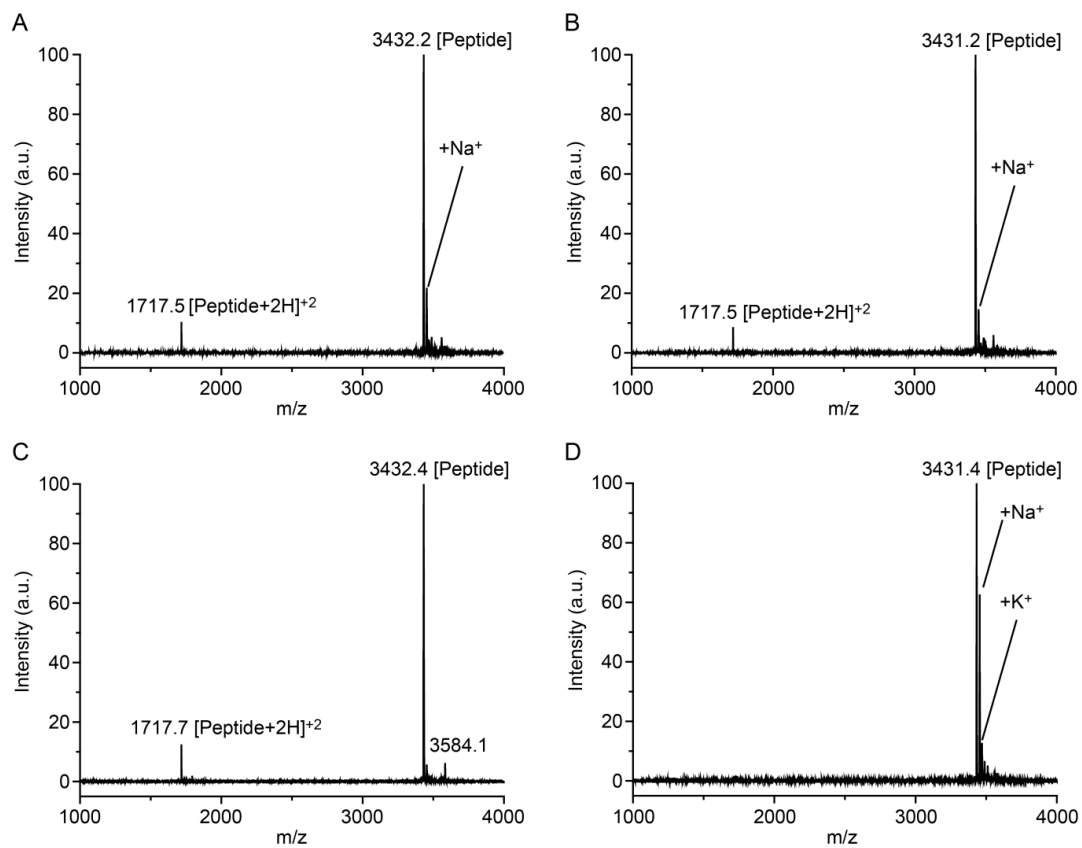 A
3432.2 [Peptide]
100
80
60
40
20
0
Intensity (a.u.)
+Na⁺
1717.5 [Peptide+2H]⁺²
1000
2000
3000
4000
m/z
B
3431.2 [Peptide]
100
80
60
40
20
0
Intensity (a.u.)
+Na⁺
1717.5 [Peptide+2H]⁺²
1000
2000
3000
4000
m/z
C
3432.4 [Peptide]
100
80
60
40
20
0
Intensity (a.u.)
1717.7 [Peptide+2H]⁺²
3584.1
1000
2000
3000
4000
m/z
D
3431.4 [Peptide]
100
80
60
40
20
0
Intensity (a.u.)
+Na⁺
+K⁺
1000
2000
3000
4000
m/z